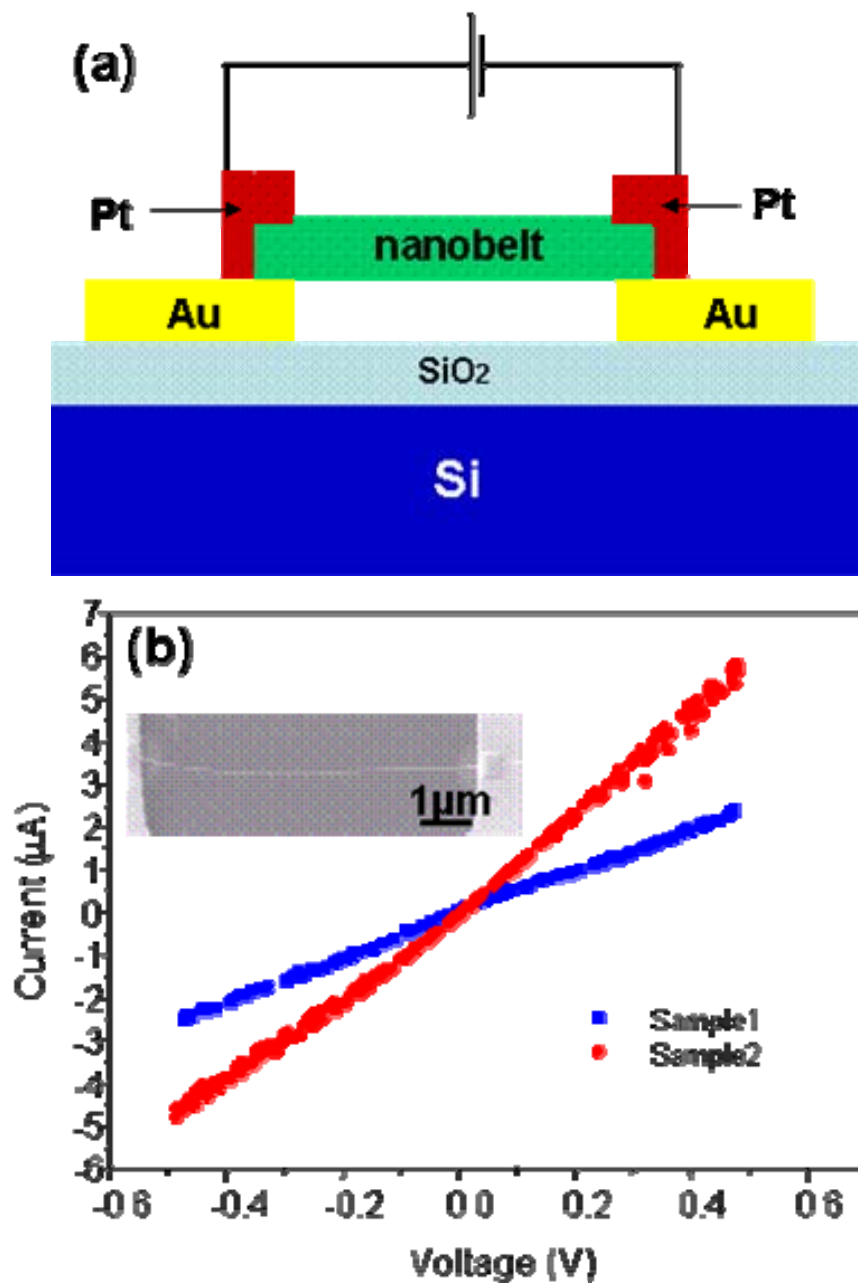 (a)
Pt
Pt
nanobelt
Au
Au
SiO2
Si
(b)
7
6
5
4
3
2
1
0
-1
-2
-3
-4
-5
-6
Current (μA)
1μm
Sample1
Sample2
-0.6
-0.4
-0.2
0.0
0.2
0.4
0.6
Voltage (V)